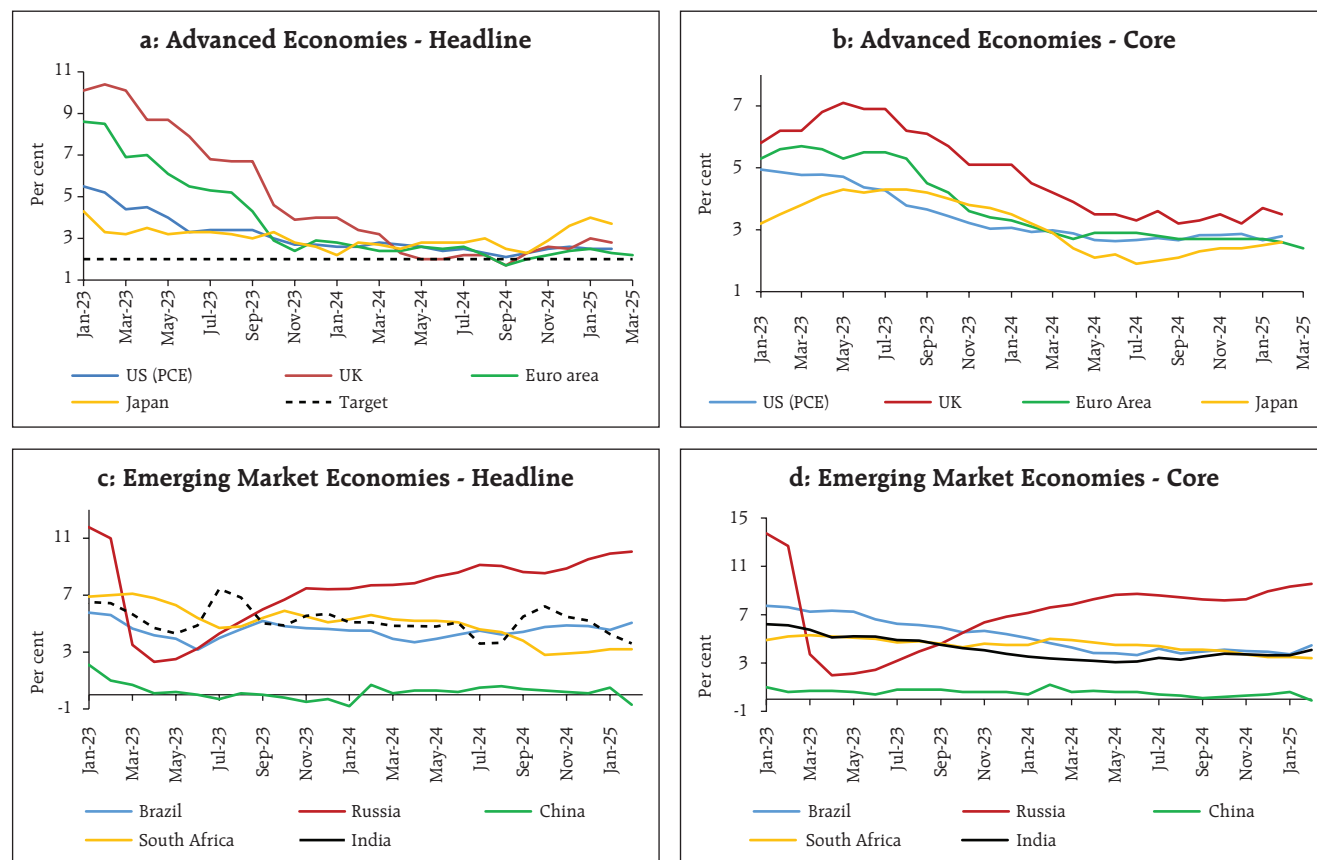 a: Advanced Economies - Headline
Per cent
11
9
7
5
3
1
Jan-23
Mar-23
May-23
Jul-23
Sep-23
Nov-23
Jan-24
Mar-24
May-24
Jul-24
Sep-24
Nov-24
Jan-25
Mar-25
US (PCE) UK Euro area
Japan Target
b: Advanced Economies - Core
Per cent
7
5
3
1
Jan-23
Mar-23
May-23
Jul-23
Sep-23
Nov-23
Jan-24
Mar-24
May-24
Jul-24
Sep-24
Nov-24
Jan-25
Mar-25
US (PCE) UK Euro Area Japan
c: Emerging Market Economies - Headline
Per cent
11
7
3
-1
Jan-23
Mar-23
May-23
Jul-23
Sep-23
Nov-23
Jan-24
Mar-24
May-24
Jul-24
Sep-24
Nov-24
Jan-25
Brazil Russia China
South Africa India
d: Emerging Market Economies - Core
Per cent
15
11
7
3
-1
Jan-23
Mar-23
May-23
Jul-23
Sep-23
Nov-23
Jan-24
Mar-24
May-24
Jul-24
Sep-24
Nov-24
Jan-25
Brazil Russia China
South Africa India